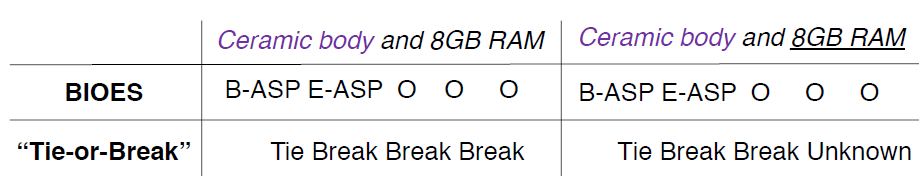 Ceramic body and 8GB RAM Ceramic body and 8GB RAM
BIOES B-ASP E-ASP O O O B-ASP E-ASP O O O
“Tie-or-Break” Tie Break Break Break Tie Break Break Unknown